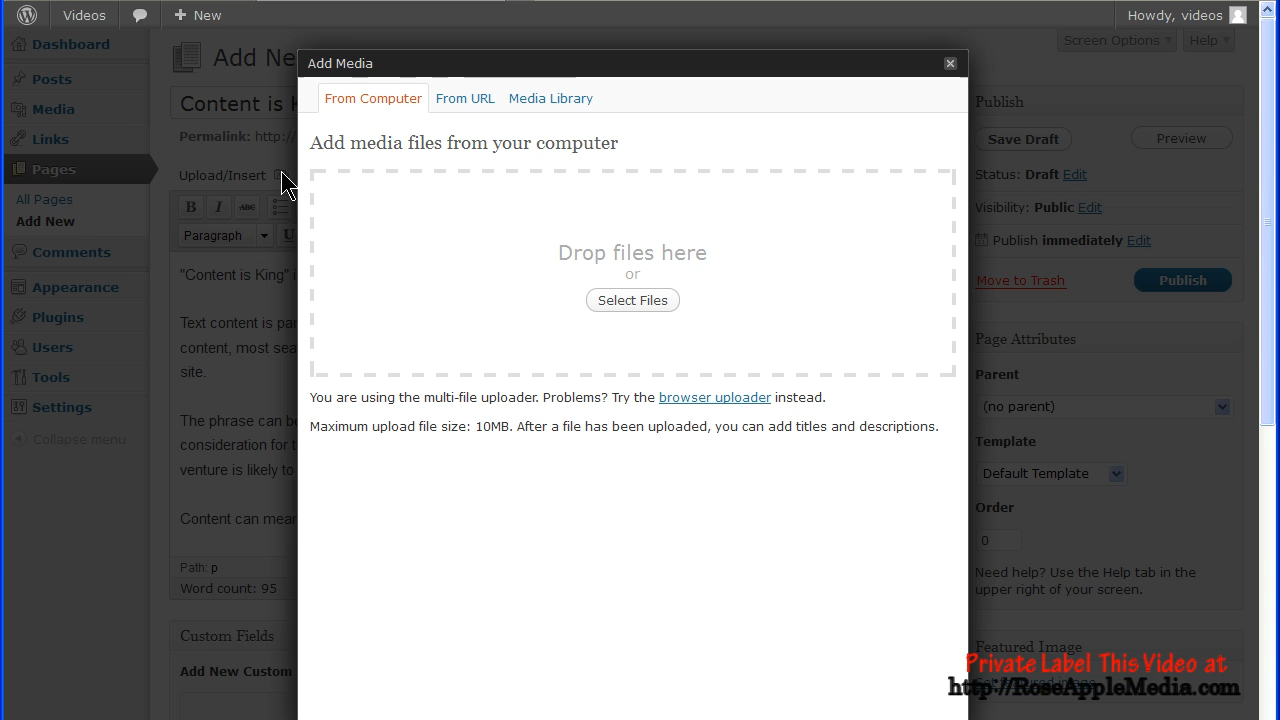 Videos
New
Howdy, videos
Dashboard
Posts
Media
Links
Pages
All Pages
Add New
Comments
Appearance
Plugins
Users
Tools
Settings
Collapse menu
Add New
Screen Options
Help
Content is
Permalink: http://
Upload/Insert
B I ABC
Paragraph U
"Content is King" i
Text content is
content, most
site.
The phrase can be
consideration for
venture is likely to
Content can
Path: p
Word count: 95
Custom Fields
Add New Custom
Add Media
From Computer From URL Media Library
Add media files from your computer
Drop files here
or
Select Files
You are using the multi-file uploader. Problems? Try the browser uploader instead.
Maximum upload file size: 10MB. After a file has been uploaded, you can add titles and descriptions.
Publish
Save Draft
Preview
Status: Draft Edit
Visibility: Public Edit
Publish immediately Edit
Move to Trash
Publish
Page Attributes
Parent
(no parent)
Template
Default Template
Order
0
Need help? Use the Help tab in the
upper right of your screen.
Featured Image
Set featured image
Private Label This Video at
http://RoseAppleMedia.com